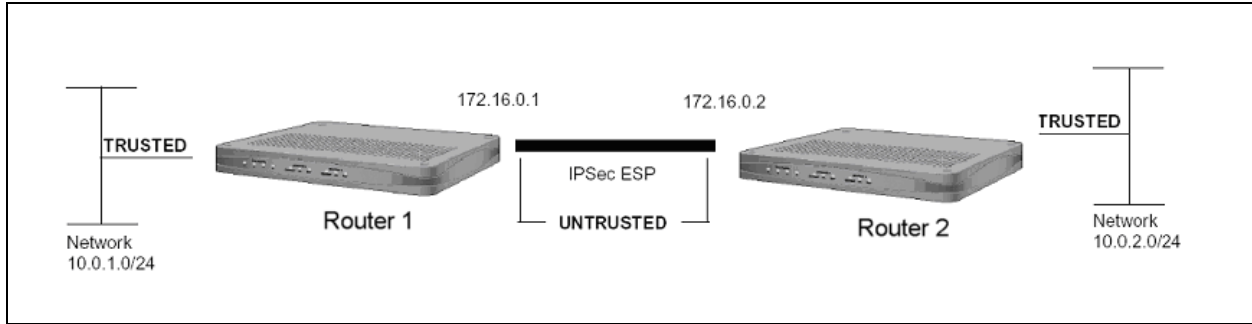 172.16.0.1
172.16.0.2
TRUSTED
TRUSTED
IPSec ESP
UNTRUSTED
Router 1
Router 2
Network
10.0.1.0/24
Network
10.0.2.0/24